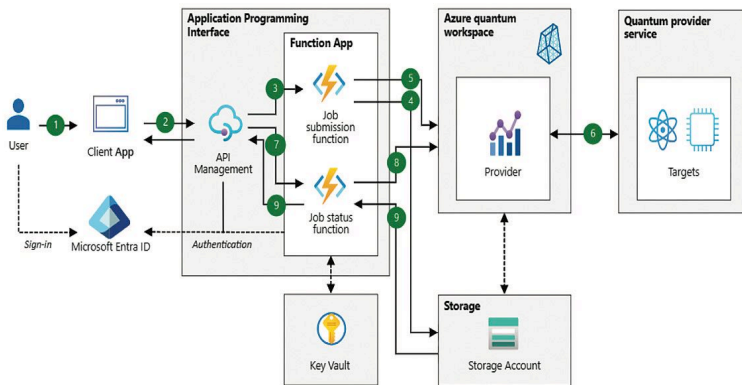 Application Programming
Interface
Function App
Azure quantum
workspace
Quantum provider
service
1
2
3
5
4
Job
submission
function
User
Client App
API
Management
7
8
6
Provider
Targets
9
Job status
function
9
Sign-in
Microsoft Entra ID
Authentication
Key Vault
Storage
Storage Account